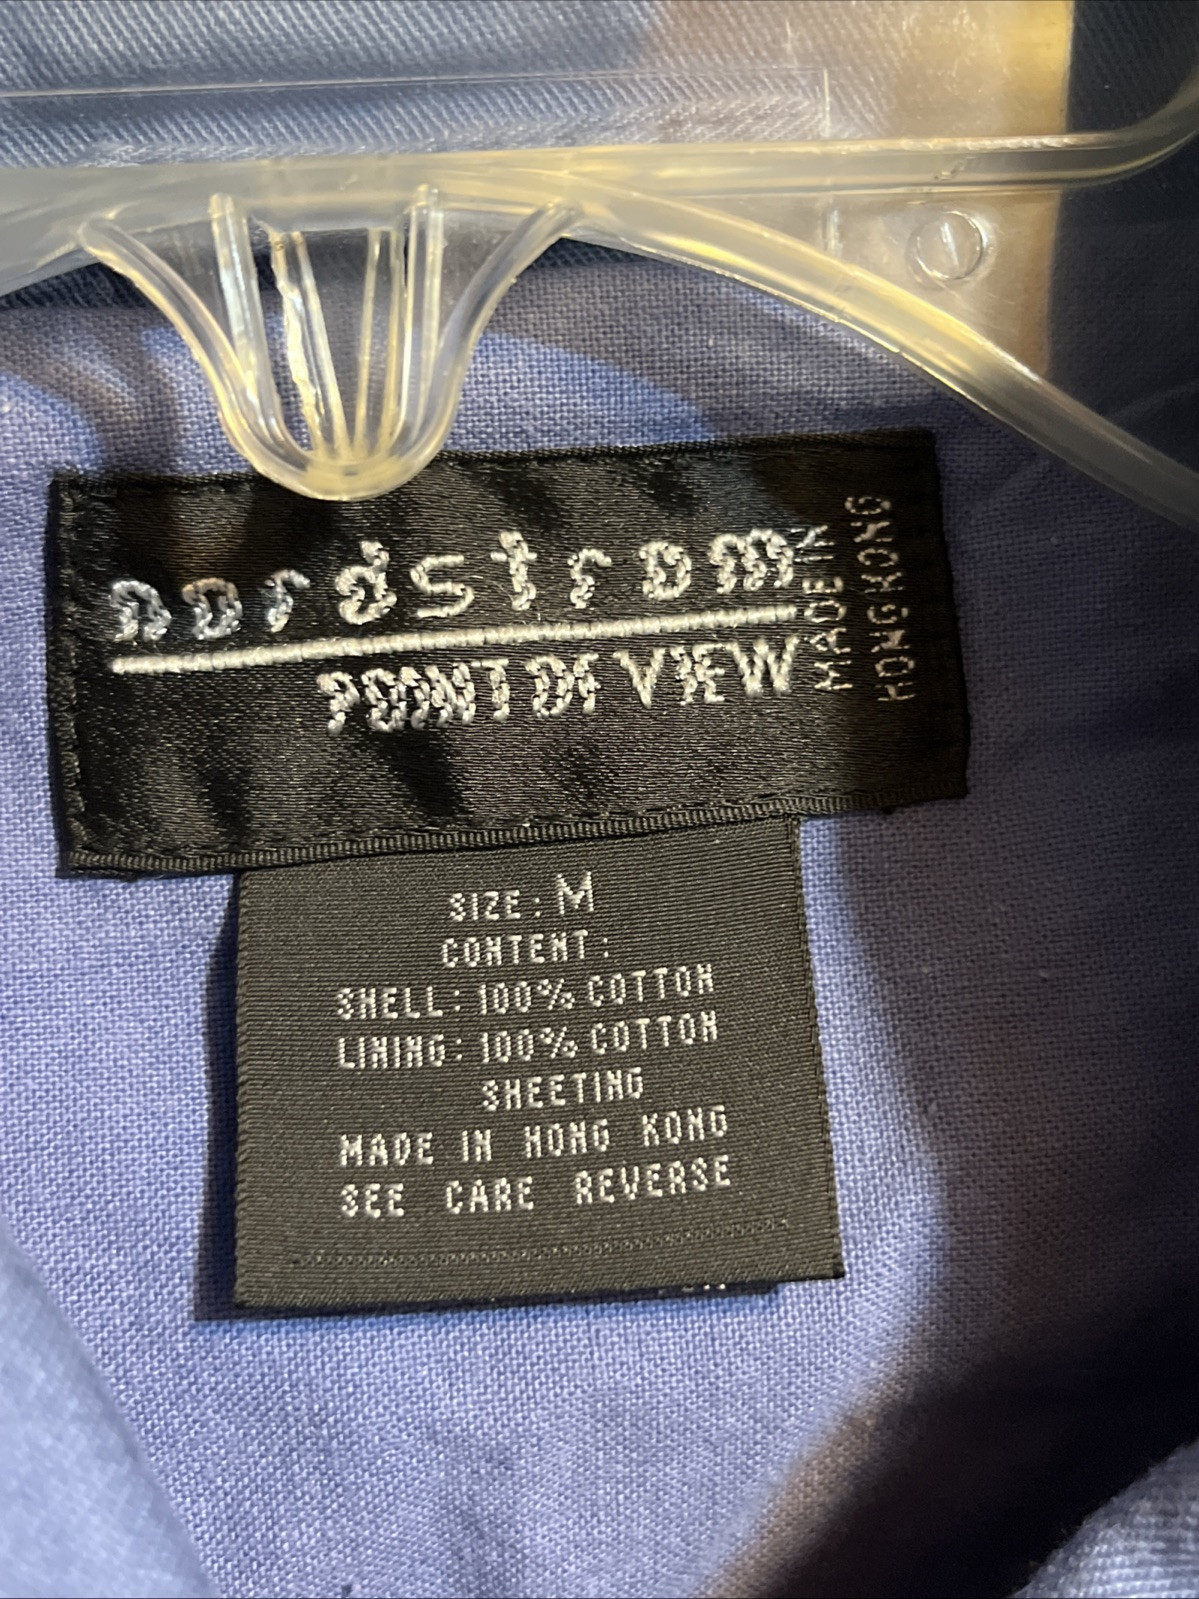 nordstrom
POINT OF VIEW
MADE IN
HONG KONG
SIZE: M
CONTENT:
SHELL: 100% COTTON
LINING: 100% COTTON
SHEETING
MADE IN HONG KONG
SEE CARE REVERSE